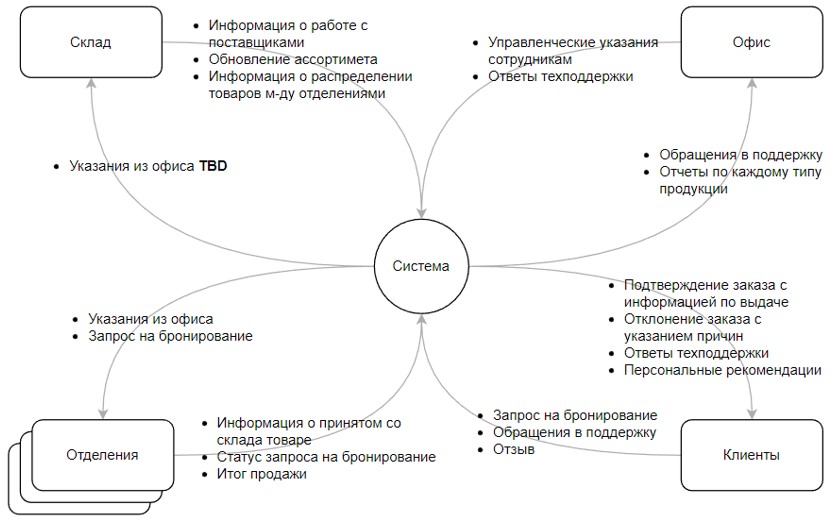 Склад
• Информация о работе с
поставщиками
• Обновление ассортимета
• Информация о распределении
товаров м-ду отделениями
• Управленческие указания
сотрудникам
• Ответы техподдержки
Офис
• Указания из офиса TBD
• Обращения в поддержку
• Отчеты по каждому типу
продукции
Система
• Указания из офиса
• Запрос на бронирование
• Подтверждение заказа с
информацией по выдаче
• Отклонение заказа с
указанием причин
• Ответы техподдержки
• Персональные рекомендации
Отделения
• Информация о принятом со
склада товаре
• Статус запроса на бронирование
• Итог продажи
• Запрос на бронирование
• Обращения в поддержку
• Отзыв
Клиенты